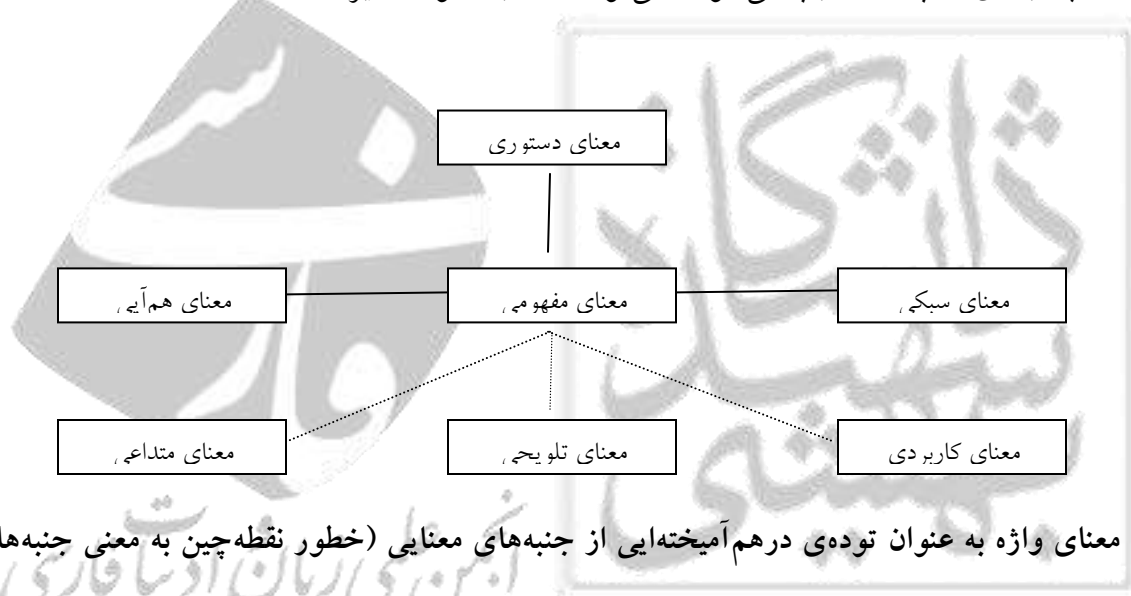 معنای دستوری
معنای سبکی معنای مفهومی معنای هم‌آیی
معنای کاربردی معنای تلویحی معنای متداعی
معنای واژه به عنوان توده‌ی درهم‌آمیخته‌ایی از جنبه‌های معنایی (خطور نقطه‌چین به معنی جنبه‌ها